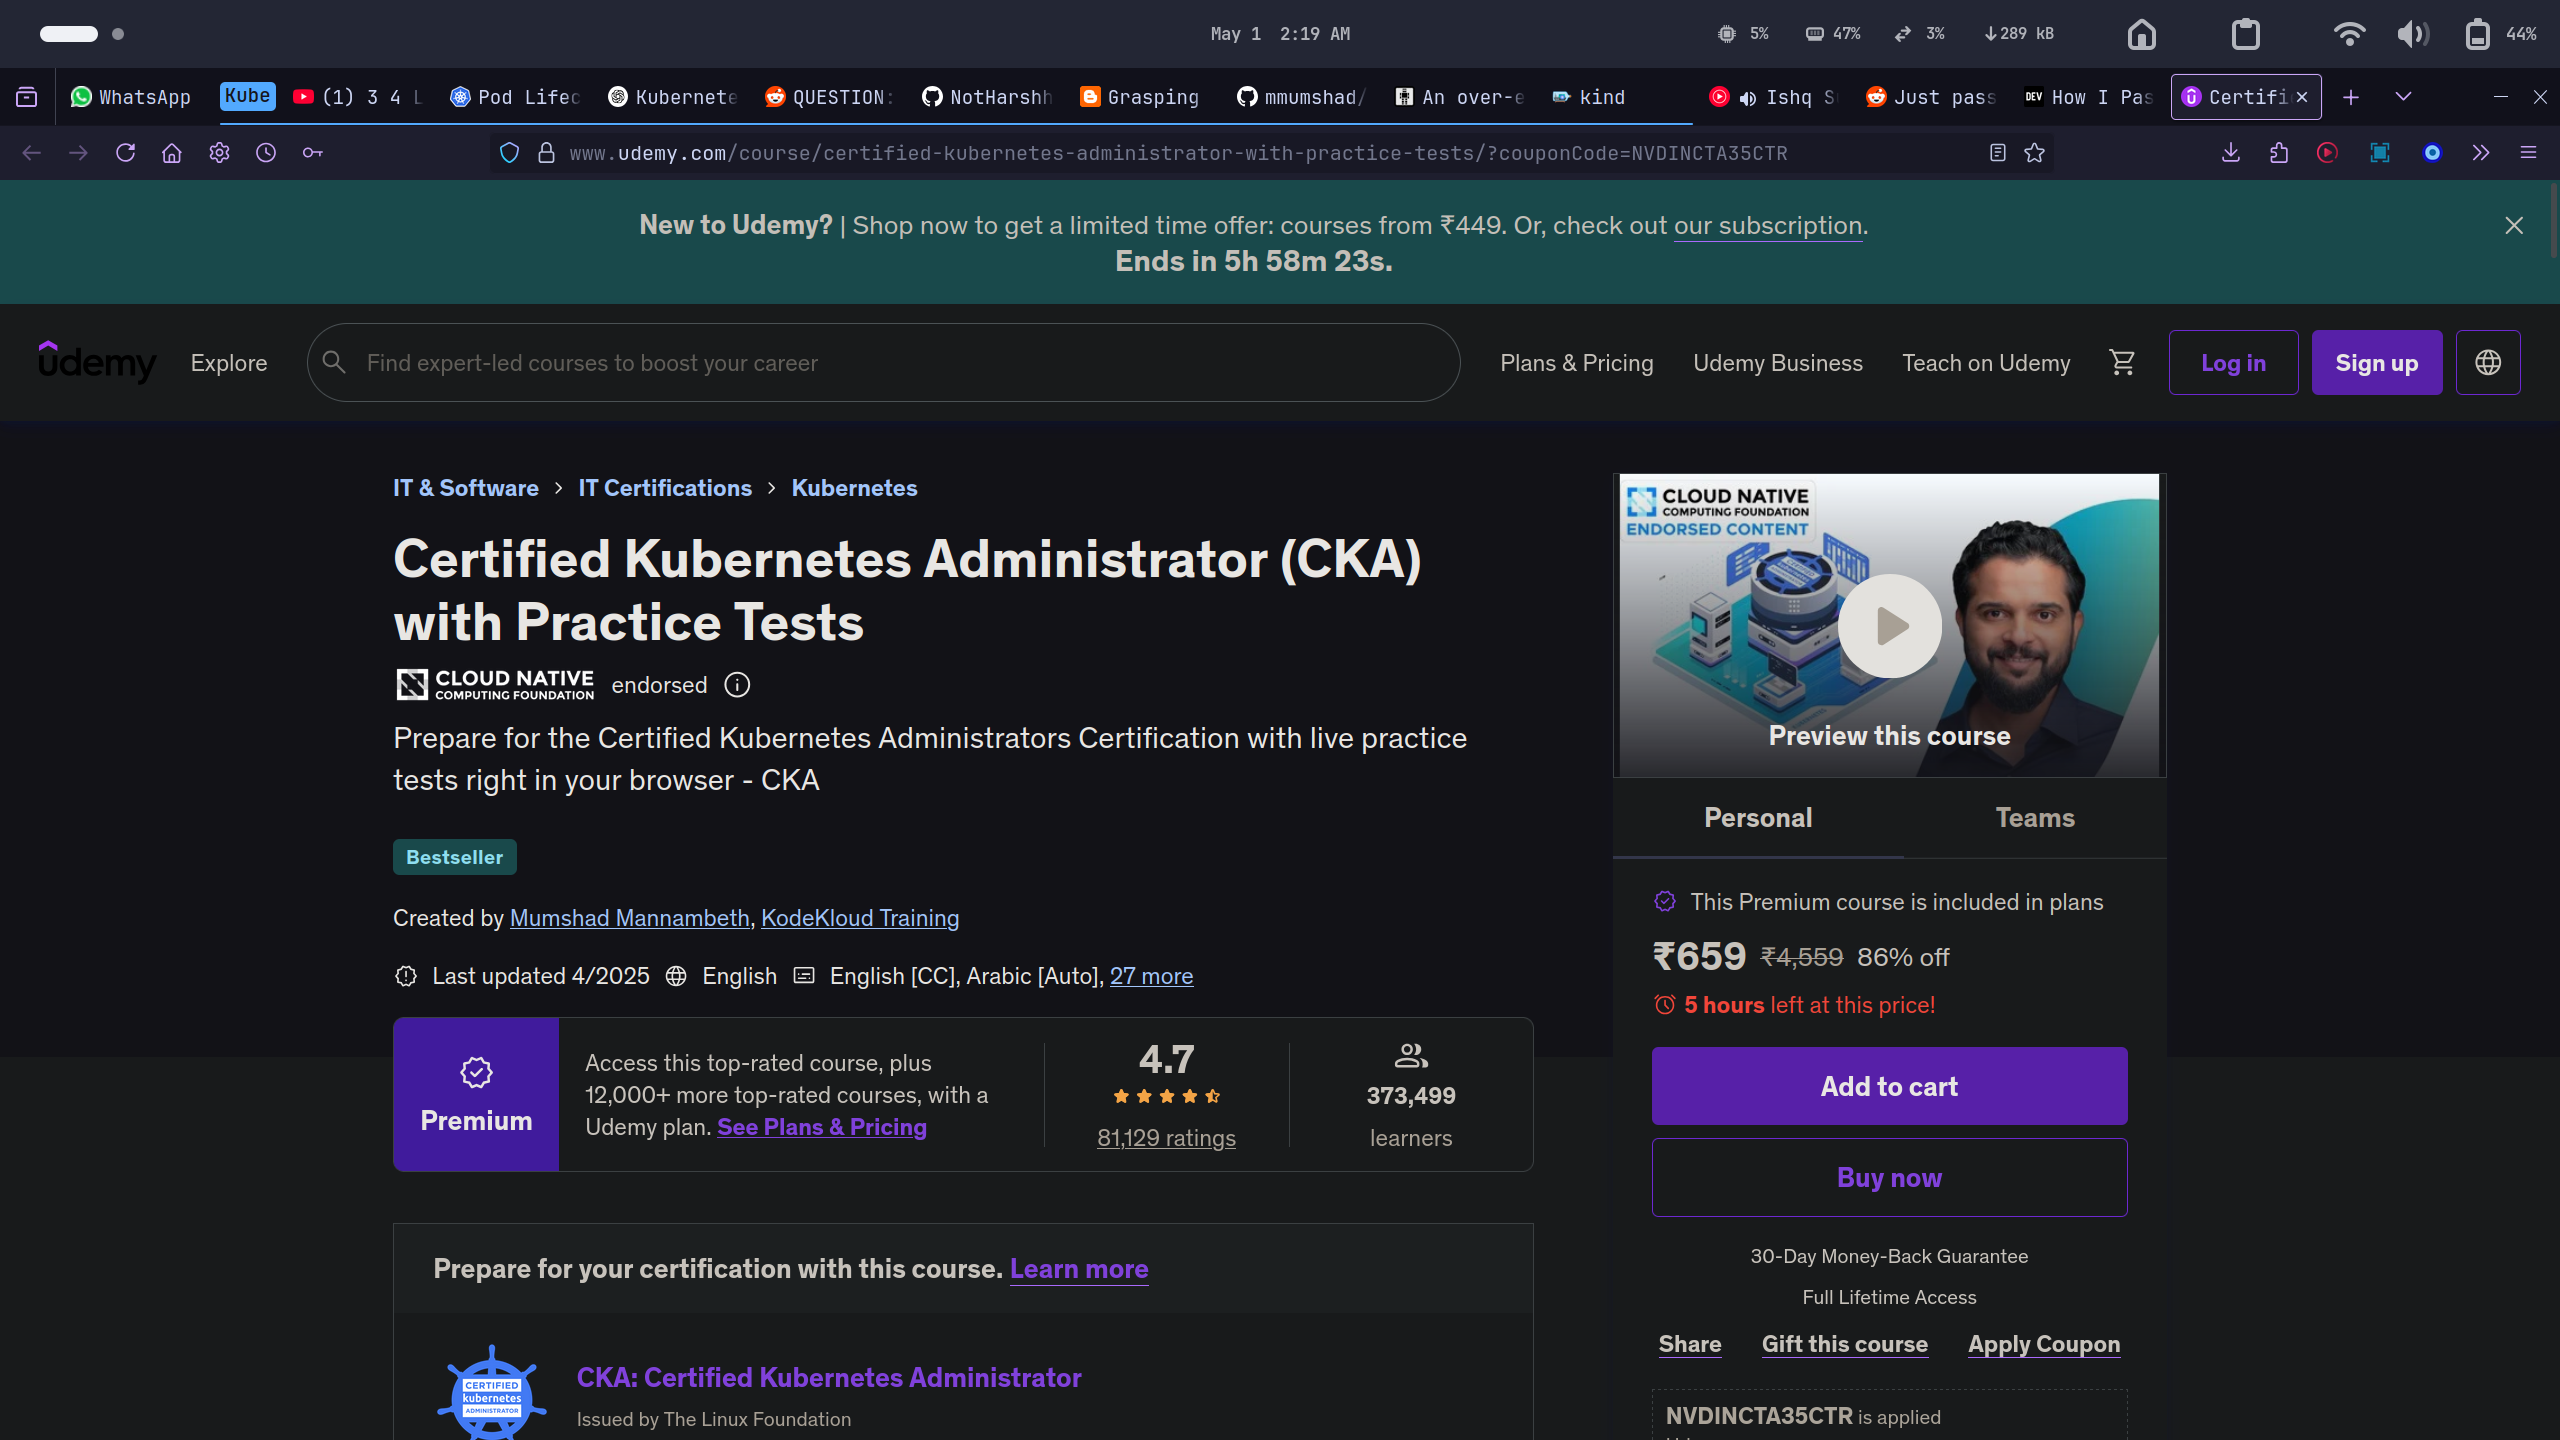 May 1 2:19 AM
5%
47%
3%
↓289 kB
44%
WhatsApp
Kube
(1) 3 4 L
Pod Lifec
Kubernete
QUESTION:
NotHarshh
Grasping
mmumshad/
An over-e
kind
Ishq S
Just pass
DEV How I Pas
Certifi
www.udemy.com/course/certified-kubernetes-administrator-with-practice-tests/?couponCode=NVDINCTA35CTR
New to Udemy? | Shop now to get a limited time offer: courses from ₹449. Or, check out our subscription.
Ends in 5h 58m 23s.
udemy
Explore
Find expert-led courses to boost your career
Plans & Pricing
Udemy Business
Teach on Udemy
Log in
Sign up
IT & Software > IT Certifications > Kubernetes
Certified Kubernetes Administrator (CKA)
with Practice Tests
CLOUD NATIVE
COMPUTING FOUNDATION
endorsed
Prepare for the Certified Kubernetes Administrators Certification with live practice
tests right in your browser - CKA
Bestseller
Created by Mumshad Mannambeth, KodeKloud Training
Last updated 4/2025 English English [CC], Arabic [Auto], 27 more
Premium
Access this top-rated course, plus
12,000+ more top-rated courses, with a
Udemy plan. See Plans & Pricing
4.7
81,129 ratings
373,499
learners
Prepare for your certification with this course. Learn more
CERTIFIED
kubernetes
ADMINISTRATOR
CKA: Certified Kubernetes Administrator
Issued by The Linux Foundation
CLOUD NATIVE
COMPUTING FOUNDATION
ENDORSED CONTENT
Preview this course
Personal
Teams
This Premium course is included in plans
₹659 ₹4,559 86% off
5 hours left at this price!
Add to cart
Buy now
30-Day Money-Back Guarantee
Full Lifetime Access
Share
Gift this course
Apply Coupon
NVDINCTA35CTR is applied